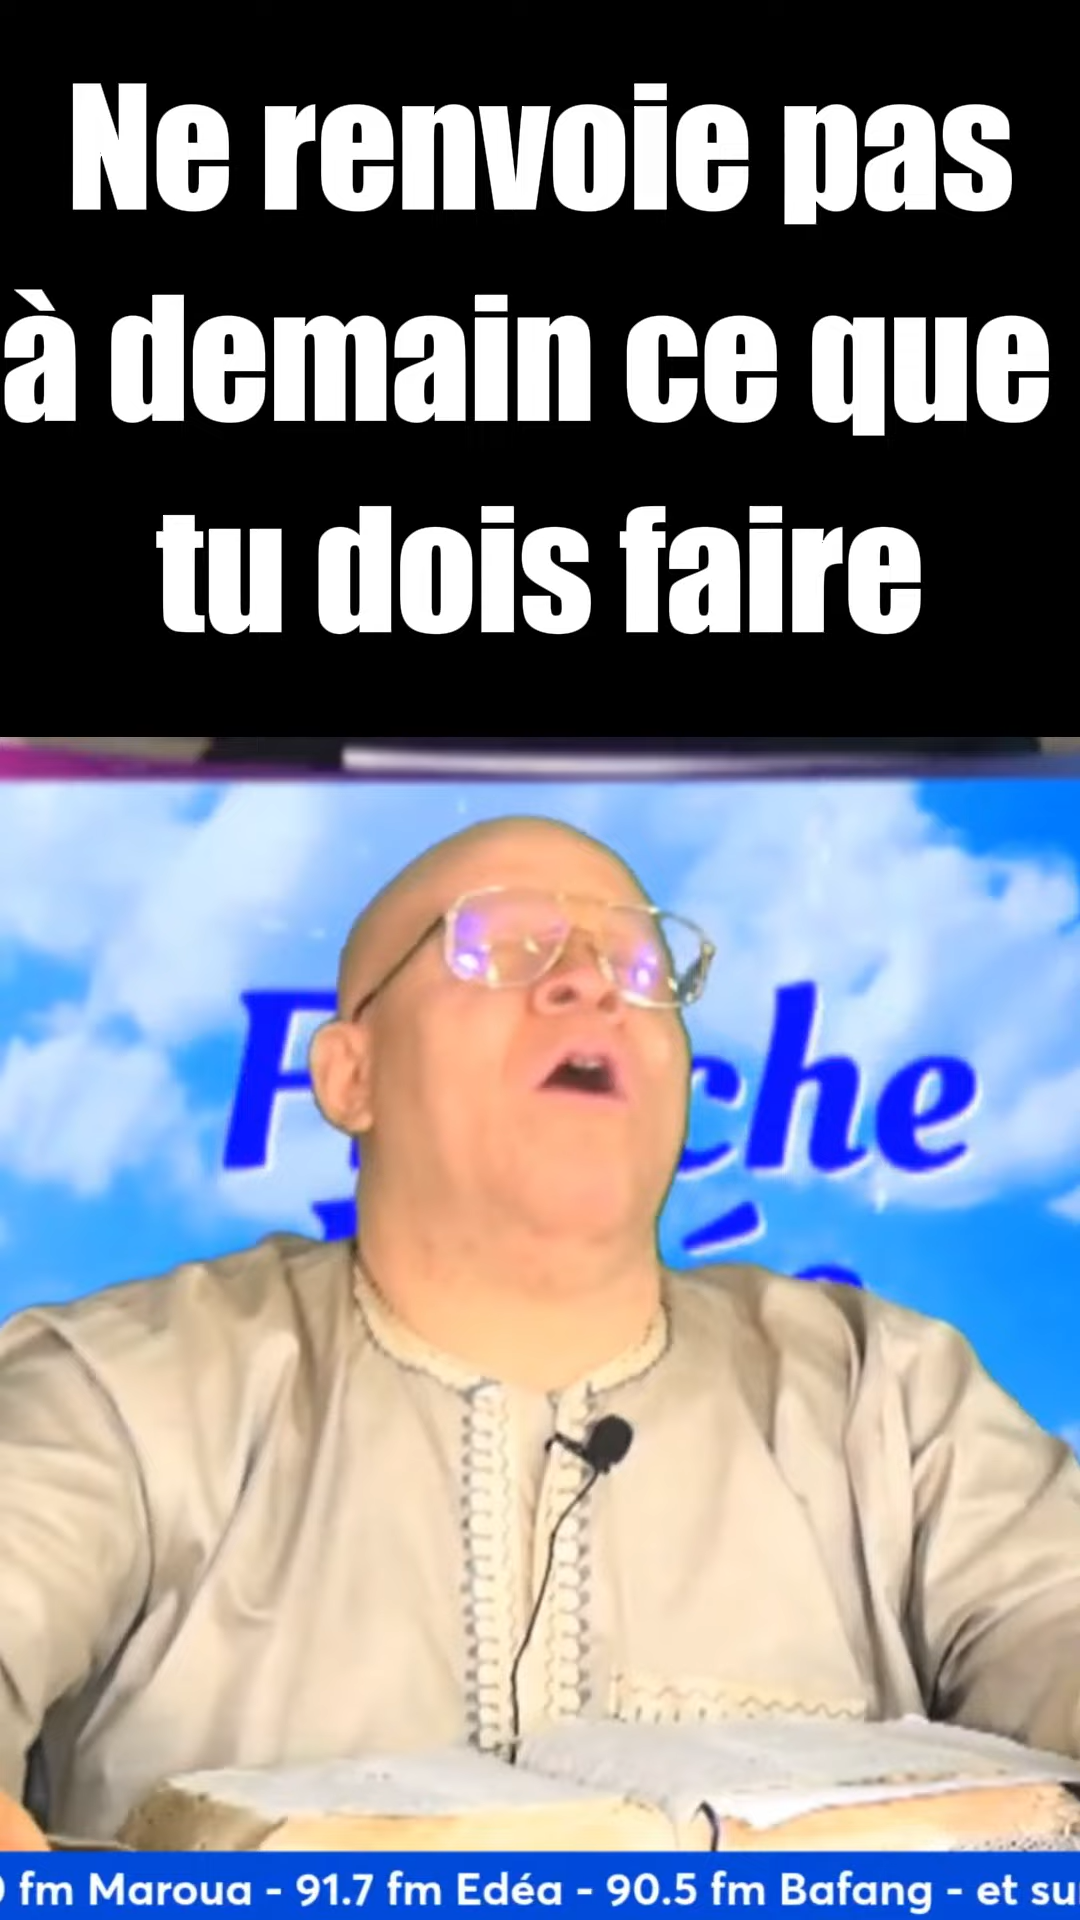 Ne renvoie pas
à demain ce que
tu dois faire
che
fm Maroua - 91.7 fm Edéa - 90.5 fm Bafang - et su